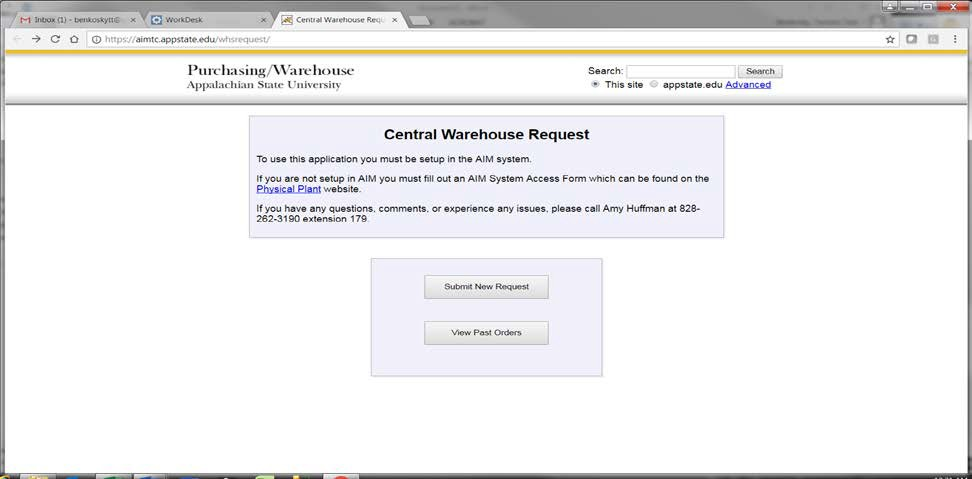 Inbox (1) - benkoskytt@
WorkDesk
Central Warehouse Requ
https://aimtc.appstate.edu/whsrequest/
Purchasing/Warehouse
Appalachian State University
Search:
Search
This site
appstate.edu
Advanced
Central Warehouse Request
To use this application you must be setup in the AIM system.
If you are not setup in AIM you must fill out an AIM System Access Form which can be found on the
Physical Plant website.
If you have any questions, comments, or experience any issues, please call Amy Huffman at 828-
262-3190 extension 179.
Submit New Request
View Past Orders